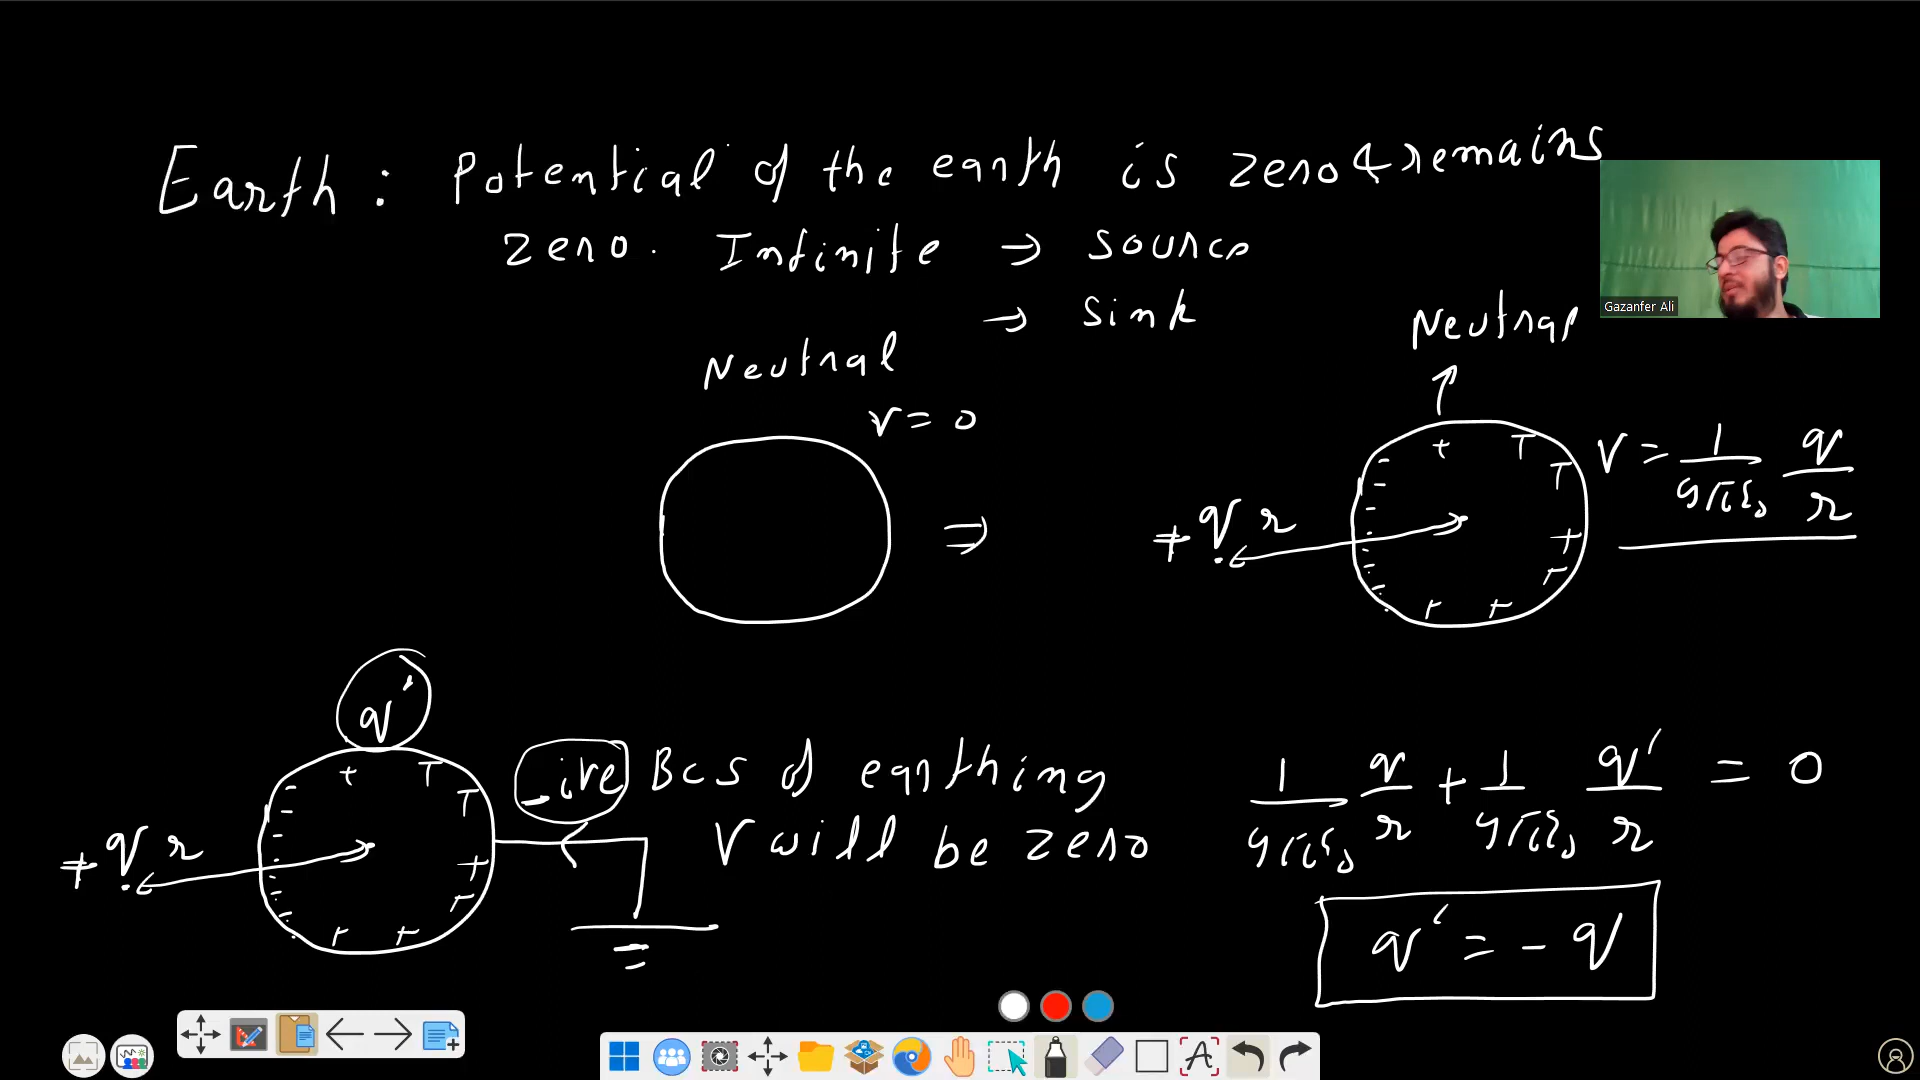 Earth: Potential of the earth is zero & remains
zero. Infinite ⇒ source
→ sink
Gazanfer Ali
Neutral
Neutral
V = 0
V = 1/4πε₀ q/r
+q r
⇒
q'
-ive
Bcs of earthing
V will be zero
+q r
1/4πε₀ q/r + 1/4πε₀ q'/r = 0
q' = - q